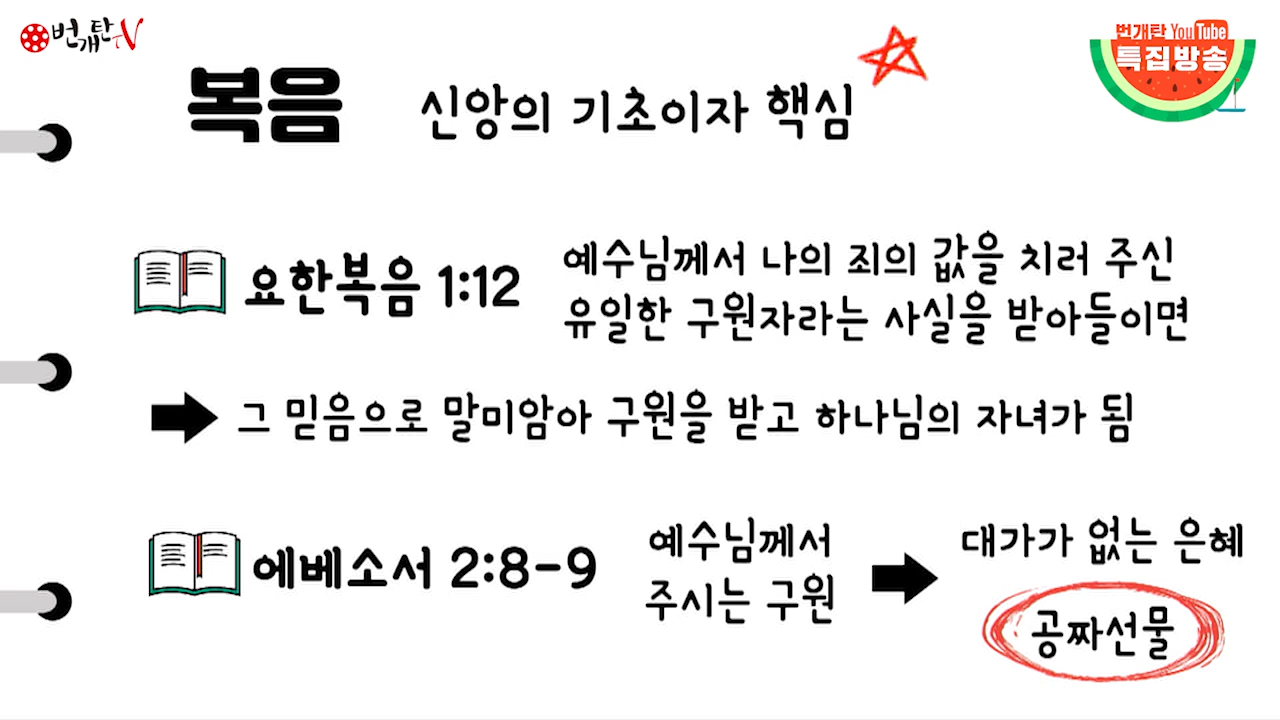 번개탄TV
번개탄 YouTube
특집방송
복음 신앙의 기초이자 핵심
요한복음 1:12
예수님께서 나의 죄의 값을 치러 주신
유일한 구원자라는 사실을 받아들이면
그 믿음으로 말미암아 구원을 받고 하나님의 자녀가 됨
에베소서 2:8-9
예수님께서
주시는 구원
대가가 없는 은혜
공짜선물